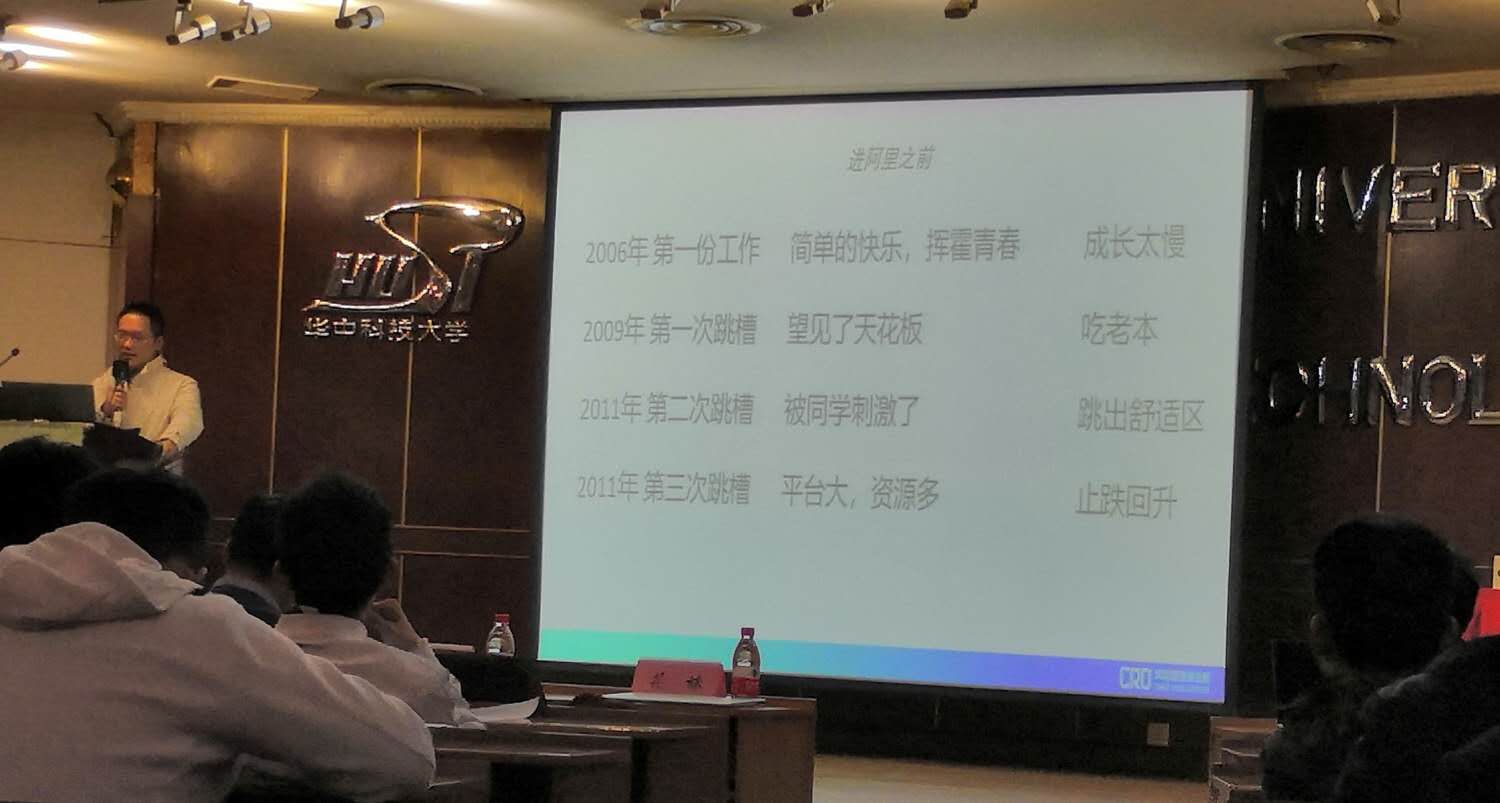 HUST
华中科技大学
进阿里之前
2006年 第一份工作 简单的快乐，挥霍青春 成长太慢
2009年 第一次跳槽 望见了天花板 吃老本
2011年 第二次跳槽 被同学刺激了 跳出舒适区
2011年 第三次跳槽 平台大，资源多 止跌回升
CRO
NIVER
CHNOL